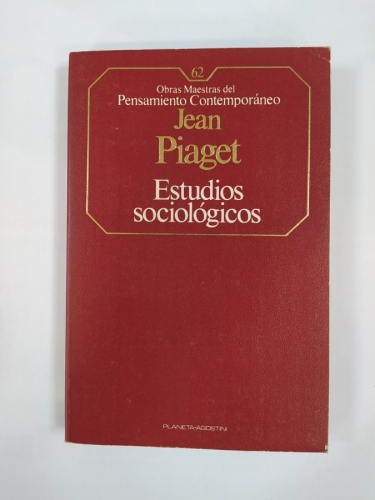 62
Obras Maestras del
Pensamiento Contemporáneo
Jean
Piaget
Estudios
sociológicos
PLANETA-AGOSTINI